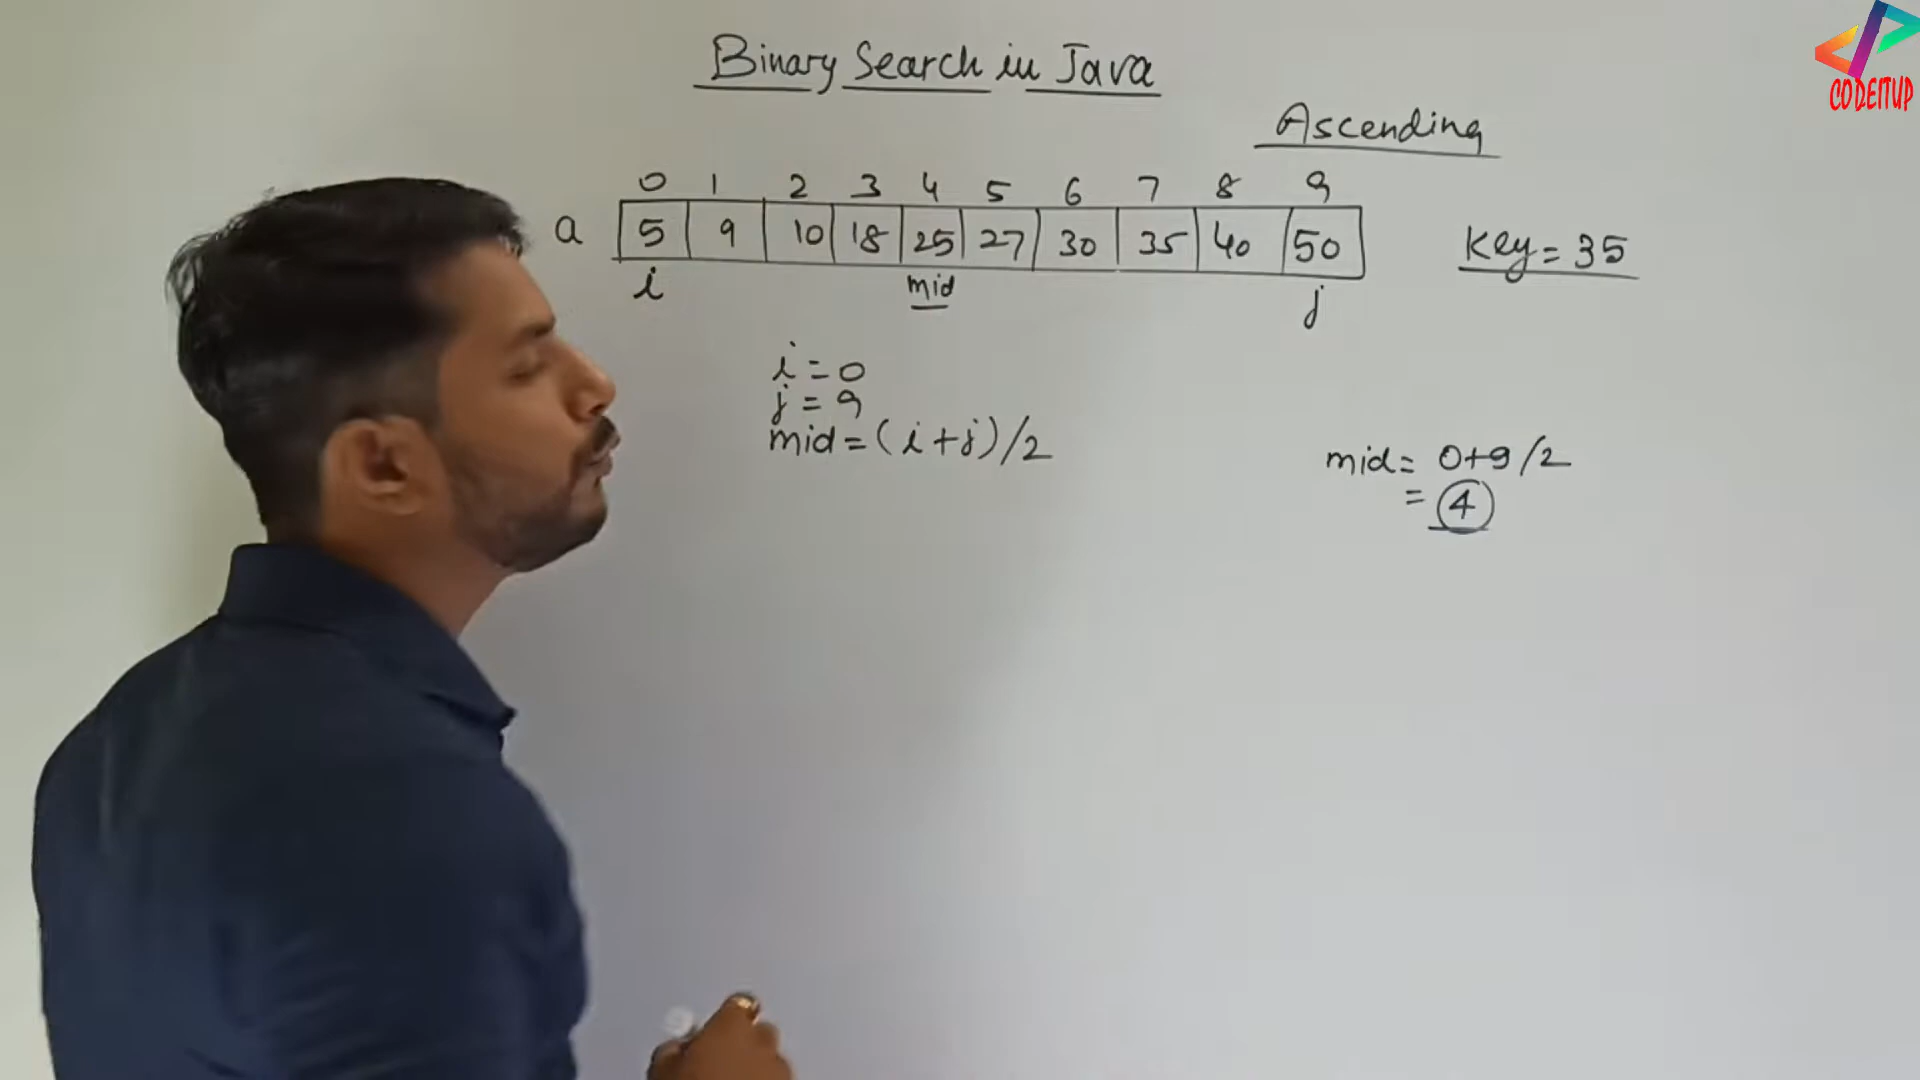 Binary Search in Java
CODEITUP
Ascending
0 1 2 3 4 5 6 7 8 9
a 5 9 10 18 25 27 30 35 40 50
Key = 35
i mid j
i = 0
j = 9
mid = (i+j)/2
mid = 0+9/2
= 4